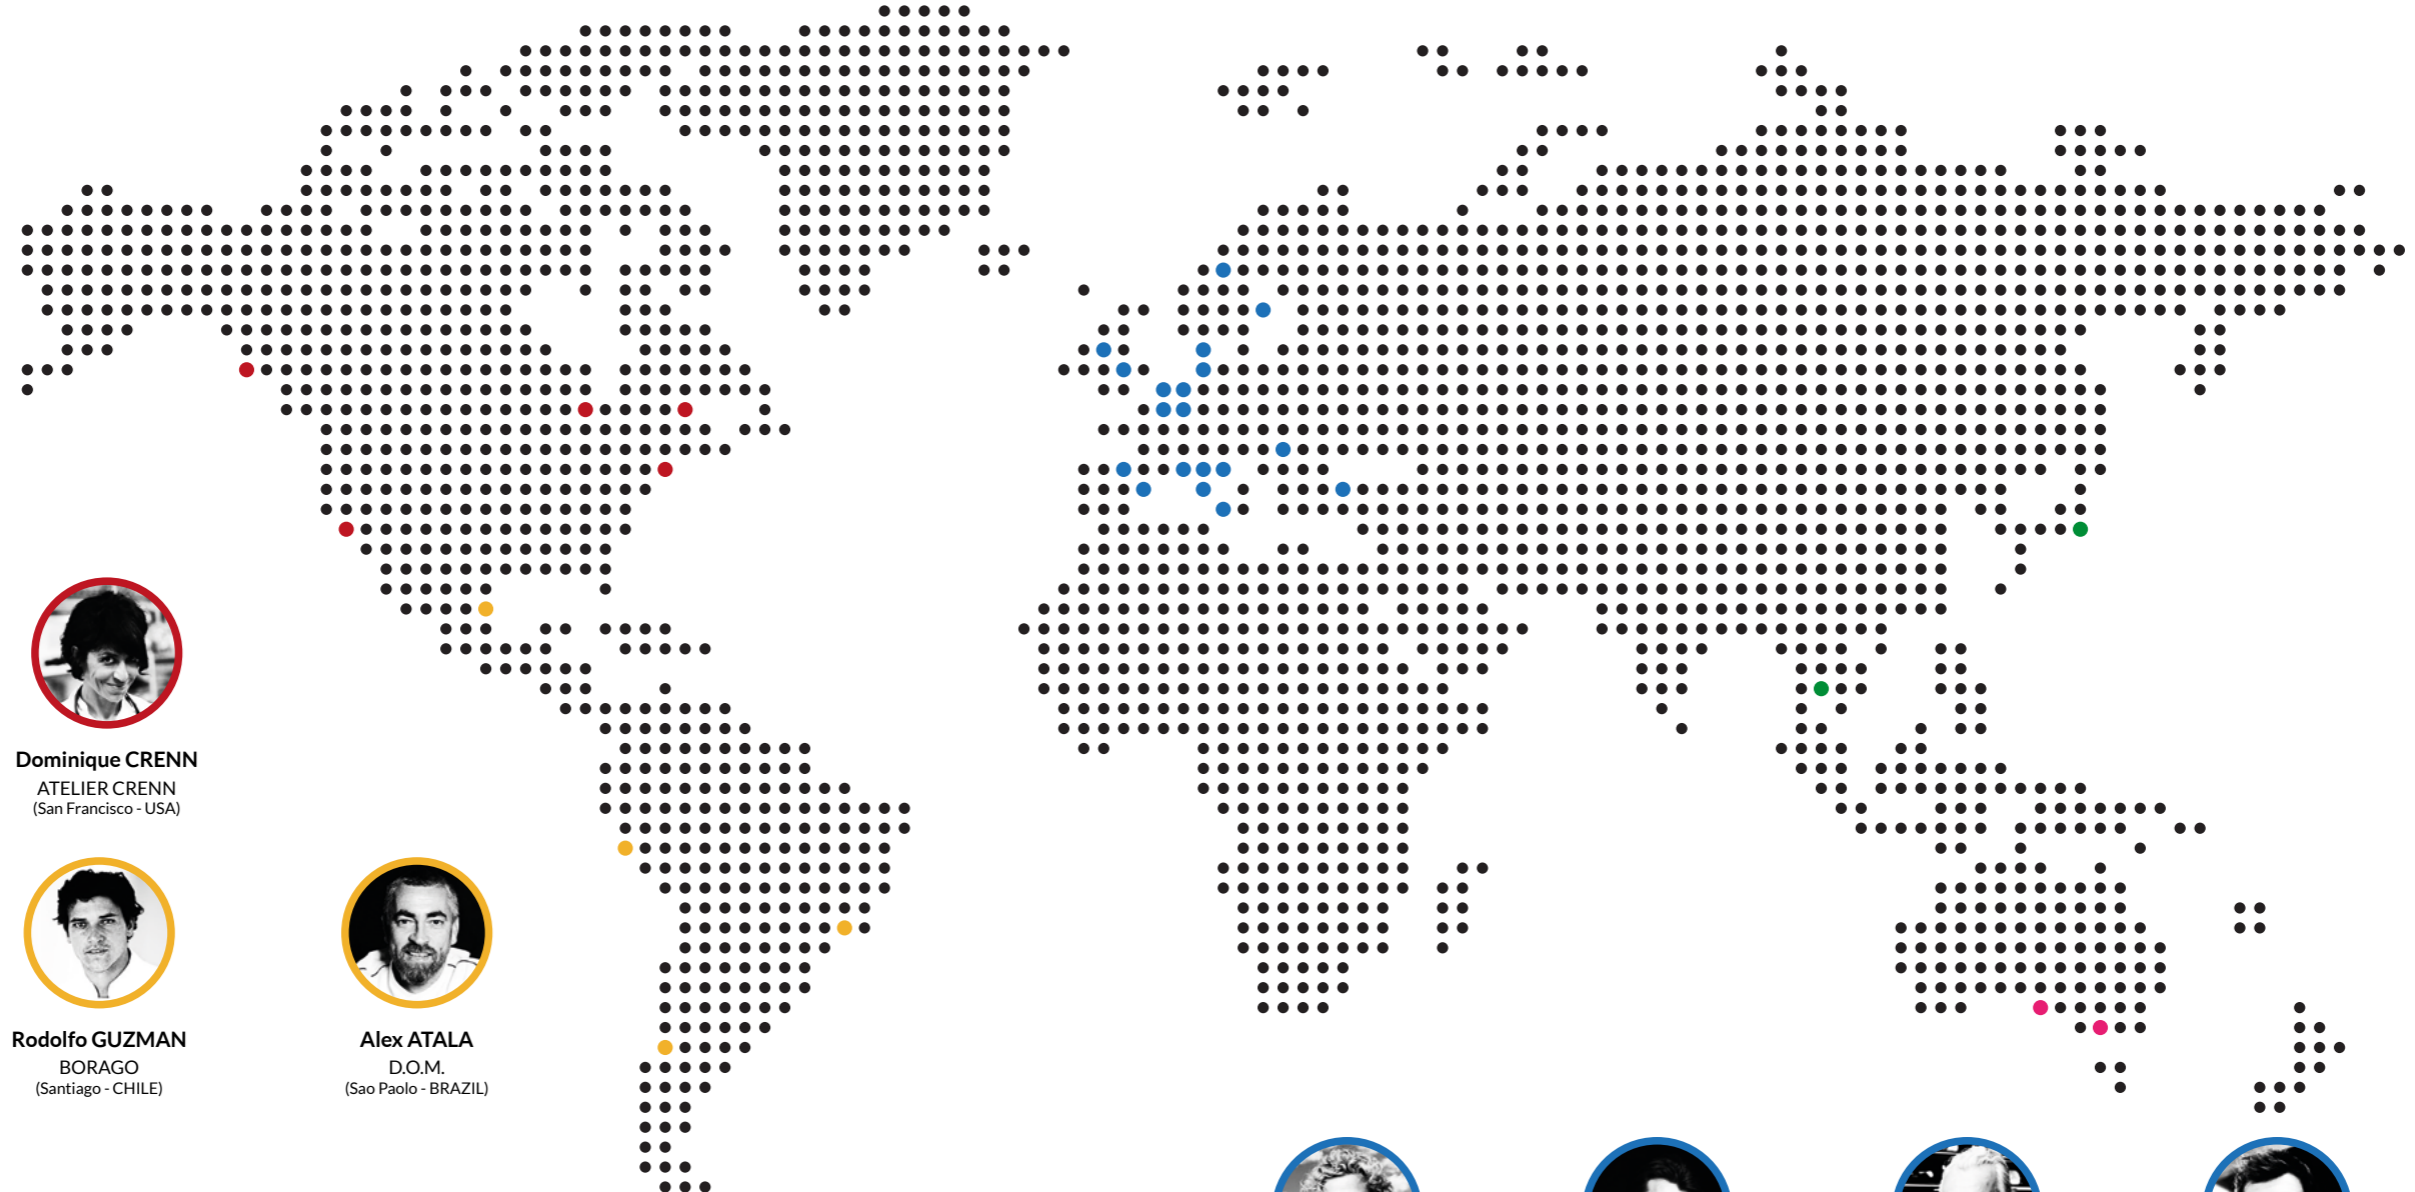 Dominique CRENN
ATELIER CRENN
(San Francisco - USA)
Rodolfo GUZMAN
BORAGO
(Santiago - CHILE)
Alex ATALA
D.O.M.
(Sao Paolo - BRAZIL)